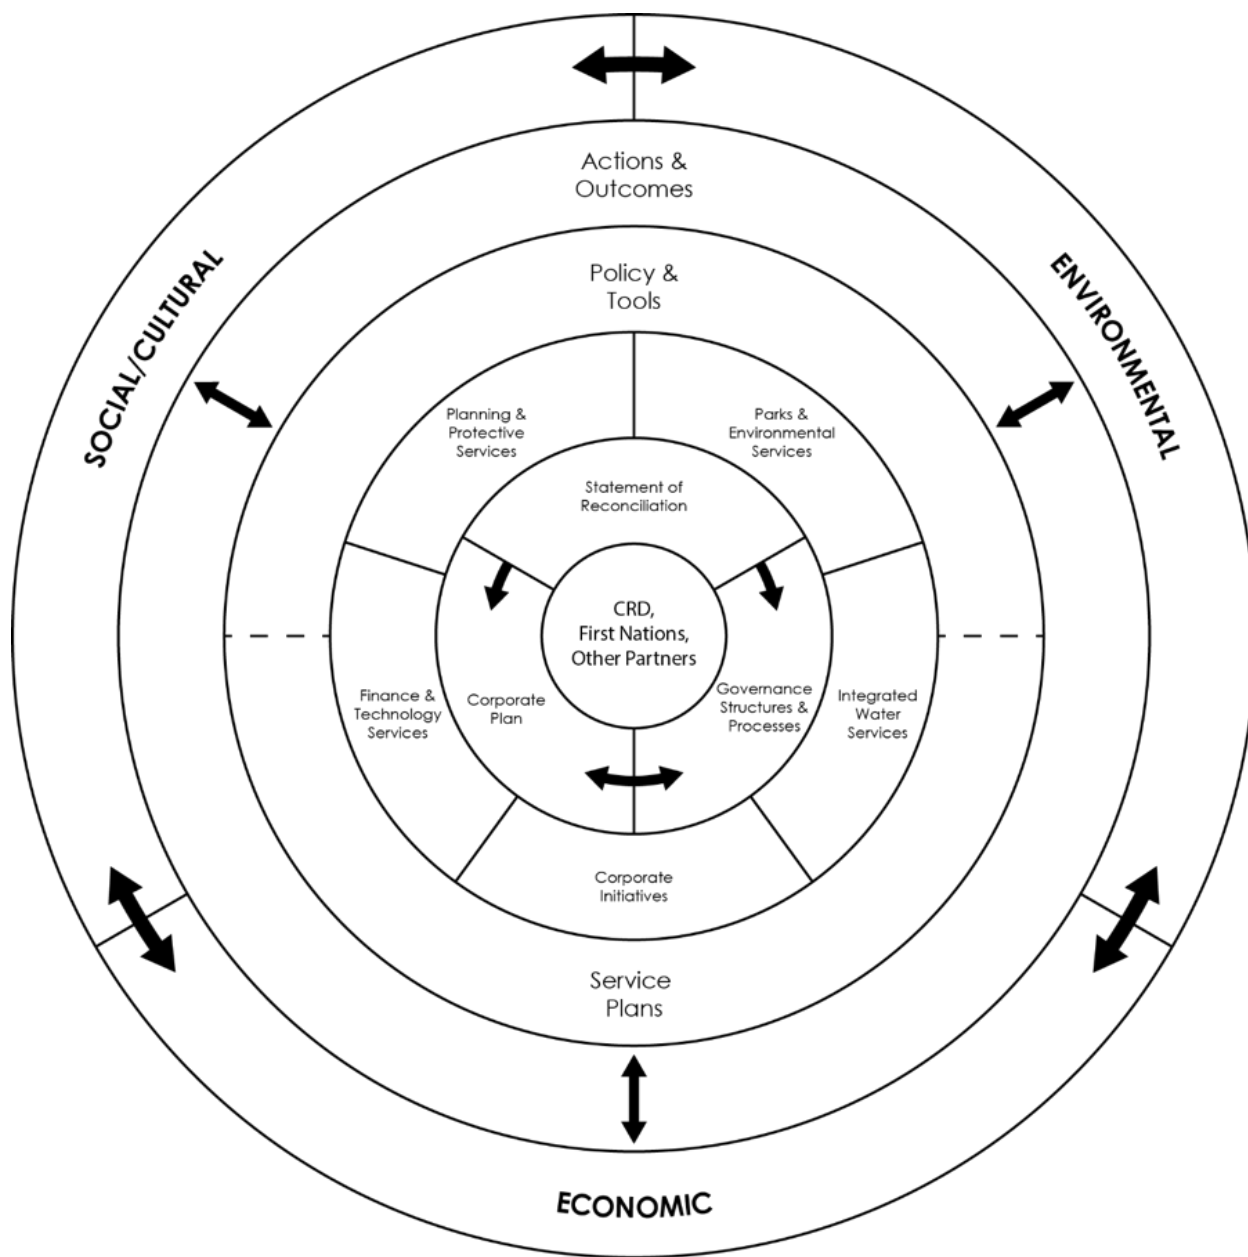 Actions &
Outcomes
Policy &
Tools
SOCIAL/CULTURAL
ENVIRONMENTAL
Planning &
Protective
Services
Parks &
Environmental
Services
Statement of
Reconciliation
CRD,
First Nations,
Other Partners
Finance &
Technology
Services
Corporate
Plan
Governance
Structures &
Processes
Integrated
Water
Services
Corporate
Initiatives
Service
Plans
ECONOMIC